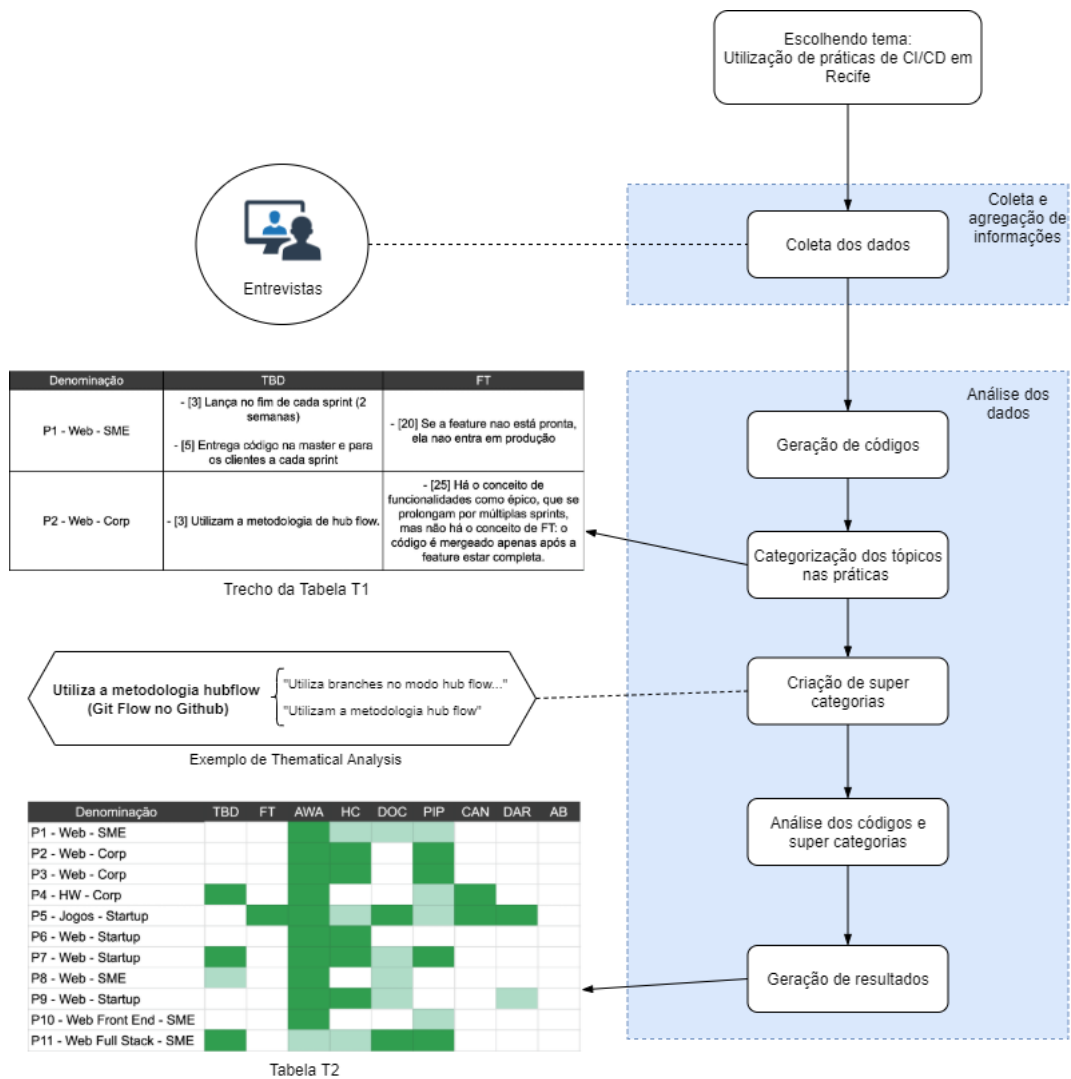 Escolhendo tema:
Utilização de práticas de CI/CD em
Recife
Coleta e
agregação de
informações
Coleta dos dados
Entrevistas
Análise dos
dados
Geração de códigos
Categorização dos tópicos
nas práticas
Criação de super
categorias
Análise dos códigos e
super categorias
Geração de resultados
Denominação TBD FT
P1 - Web - SME
- [3] Lança no fim de cada sprint (2
semanas)
- [5] Entrega código na master e para
os clientes a cada sprint
- [20] Se a feature nao está pronta,
ela nao entra em produção
P2 - Web - Corp
- [3] Utilizam a metodologia de hub flow.
- [25] Há o conceito de
funcionalidades como épico, que se
prolongam por múltiplas sprints,
mas não há o conceito de FT: o
código é mergeado apenas após a
feature estar completa.
Trecho da Tabela T1
Utiliza a metodologia hubflow
(Git Flow no Github)
"Utiliza branches no modo hub flow..."
"Utilizam a metodologia hub flow"
Exemplo de Thematical Analysis
Denominação TBD FT AWA HC DOC PIP CAN DAR AB
P1 - Web - SME
P2 - Web - Corp
P3 - Web - Corp
P4 - HW - Corp
P5 - Jogos - Startup
P6 - Web - Startup
P7 - Web - Startup
P8 - Web - SME
P9 - Web - Startup
P10 - Web Front End - SME
P11 - Web Full Stack - SME
Tabela T2